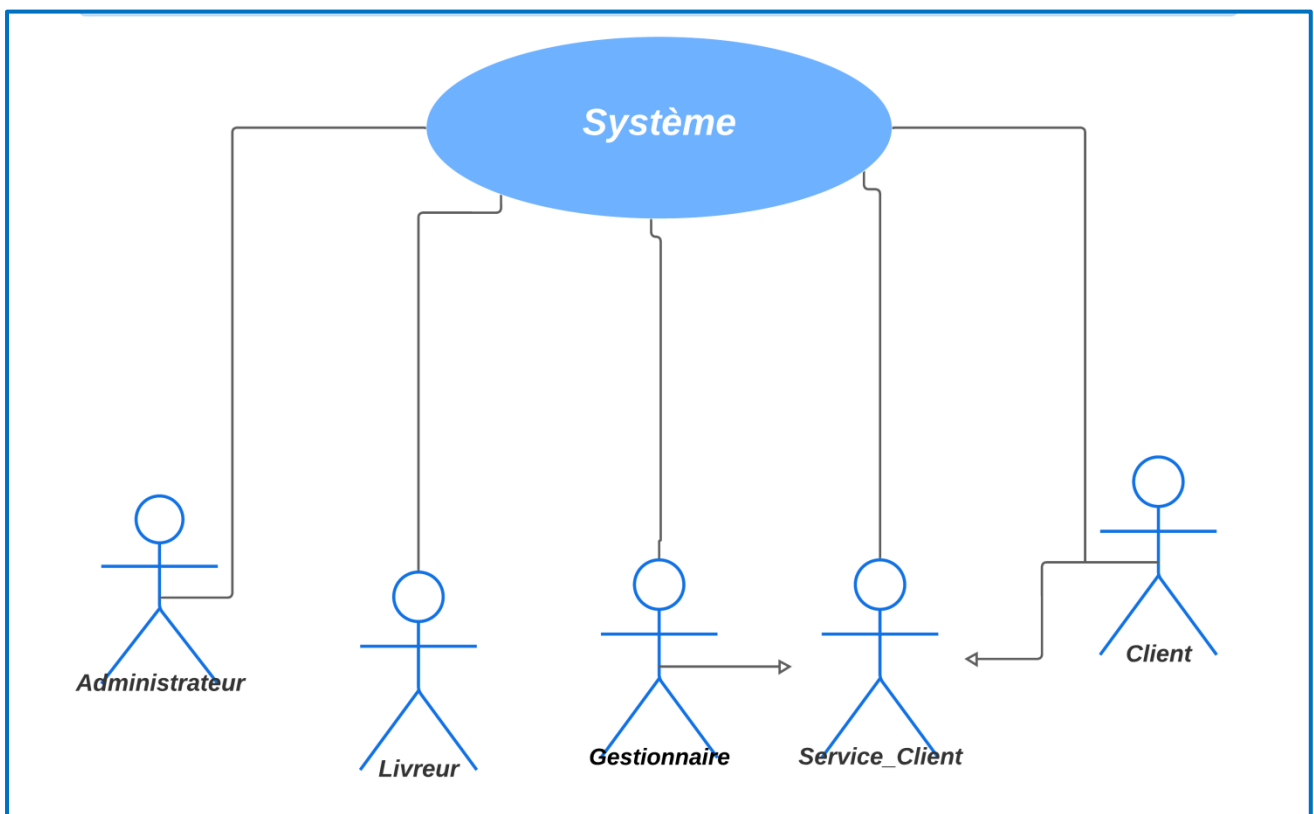 Système
Client
Administrateur
Gestionnaire
Service_Client
Livreur